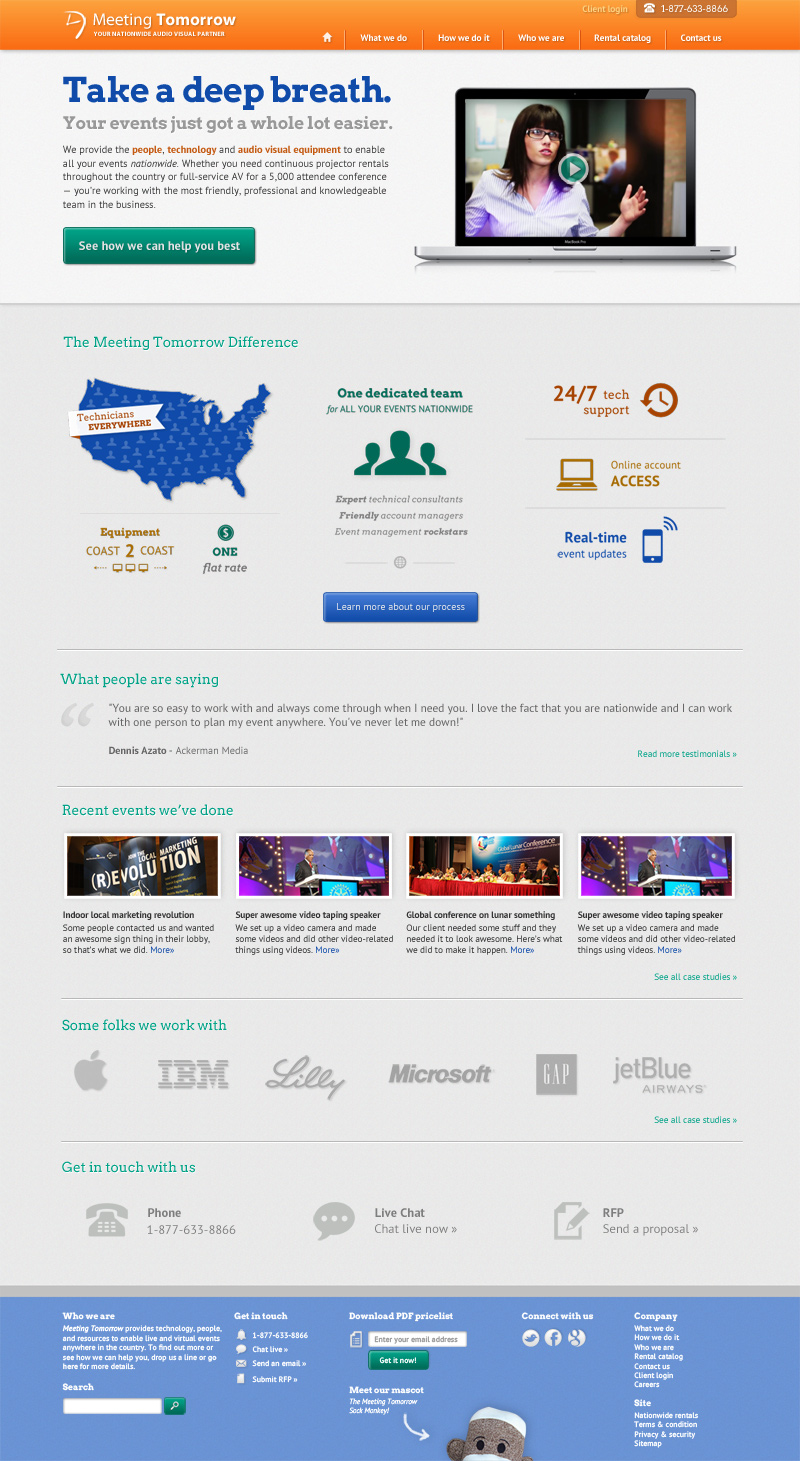 Client login
1-877-633-8866
Meeting Tomorrow
YOUR NATIONWIDE AUDIO VISUAL PARTNER
What we do
How we do it
Who we are
Rental catalog
Contact us
Take a deep breath.
Your events just got a whole lot easier.
We provide the people, technology and audio visual equipment to enable
all your events nationwide. Whether you need continuous projector rentals
throughout the country or full-service AV for a 5,000 attendee conference
— you're working with the most friendly, professional and knowledgeable
team in the business.
See how we can help you best
MacBook Pro
The Meeting Tomorrow Difference
Technicians
EVERYWHERE
Equipment
COAST 2 COAST
$
ONE
flat rate
One dedicated team
for ALL YOUR EVENTS NATIONWIDE
Expert technical consultants
Friendly account managers
Event management rockstars
24/7 tech
support
Online account
ACCESS
Real-time
event updates
Learn more about our process
What people are saying
"You are so easy to work with and always come through when I need you. I love the fact that you are nationwide and I can work
with one person to plan my event anywhere. You've never let me down!"
Dennis Azato - Ackerman Media
Read more testimonials »
Recent events we've done
JOIN THE
LOCAL MARKETING
(R)EVOLUTION
Global Lunar Conference
Indoor local marketing revolution
Some people contacted us and wanted
an awesome sign thing in their lobby,
so that's what we did. More»
Super awesome video taping speaker
We set up a video camera and made
some videos and did other video-related
things using videos. More»
Global conference on lunar something
Our client needed some stuff and they
needed it to look awesome. Here's what
we did to make it happen. More»
Super awesome video taping speaker
We set up a video camera and made
some videos and did other video-related
things using videos. More»
See all case studies »
Some folks we work with
IBM
Lilly
Microsoft
GAP
jetBlue
AIRWAYS
See all case studies »
Get in touch with us
Phone
1-877-633-8866
Live Chat
Chat live now »
RFP
Send a proposal »
Who we are
Meeting Tomorrow provides technology, people,
and resources to enable live and virtual events
anywhere in the country. To find out more or
see how we can help you, drop us a line or go
here for more details.
Search
Get in touch
1-877-633-8866
Chat live »
Send an email »
Submit RFP »
Download PDF pricelist
Enter your email address
Get it now!
Meet our mascot
The Meeting Tomorrow
Sock Monkey!
Connect with us
Company
What we do
How we do it
Who we are
Rental catalog
Contact us
Client login
Careers
Site
Nationwide rentals
Terms & condition
Privacy & security
Sitemap